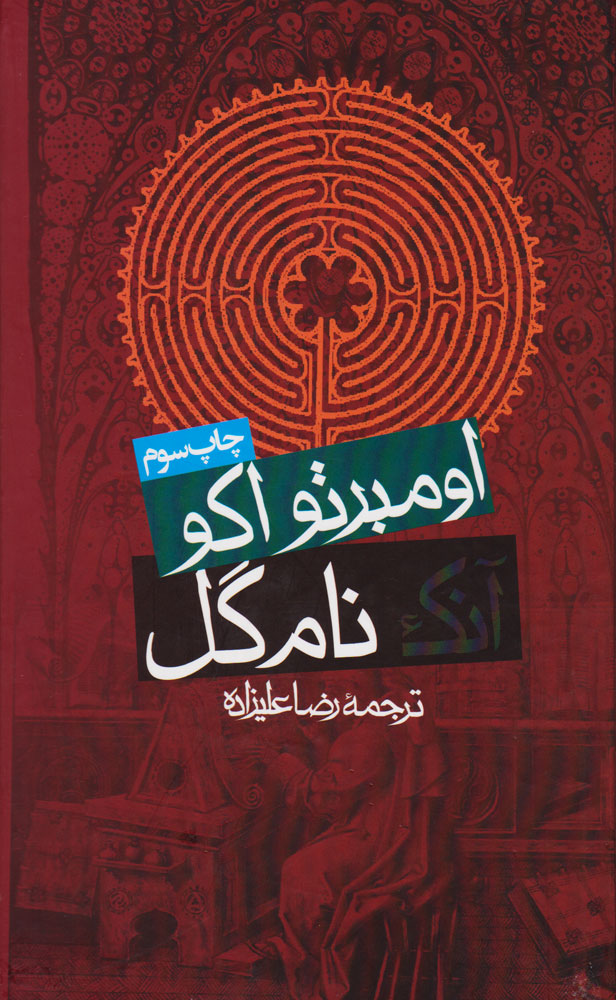 چاپ سوم
اومبرتو اکو
آنک نام گل
ترجمهٔ رضا علیزاده